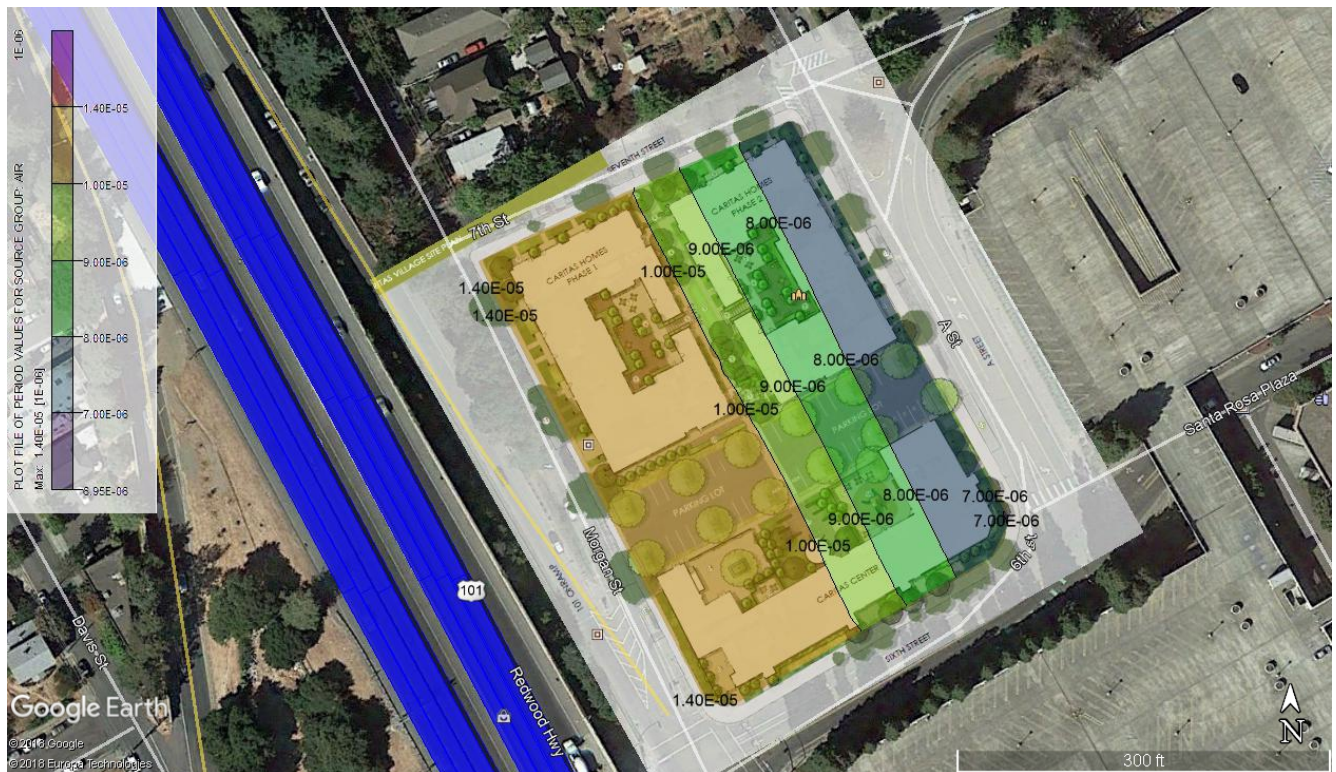 PLOT FILE OF PERIOD VALUES FOR SOURCE GROUP: AIR
1E-06
Max: 1.40E-05 [1E-06]
1.40E-05
1.00E-05
9.00E-06
8.00E-06
7.00E-06
6.95E-06
SEVENTH STREET
7th St
CARITAS HOMES
PHASE 1
CARITAS HOMES
PHASE 2
8.00E-06
9.00E-06
1.00E-05
1.40E-05
1.40E-05
A St
A STREET
8.00E-06
9.00E-06
1.00E-05
PARKING LOT
Santa Rosa Plaza
8.00E-06
7.00E-06
9.00E-06
7.00E-06
PARKING LOT
1.00E-05
6th St
CARITAS CENTER
Morgan St
101 ONRAMP
101
SIXTH STREET
Davis St
Redwood Hwy
1.40E-05
Google Earth
© 2018 Google
© 2018 Europa Technologies
N
300 ft